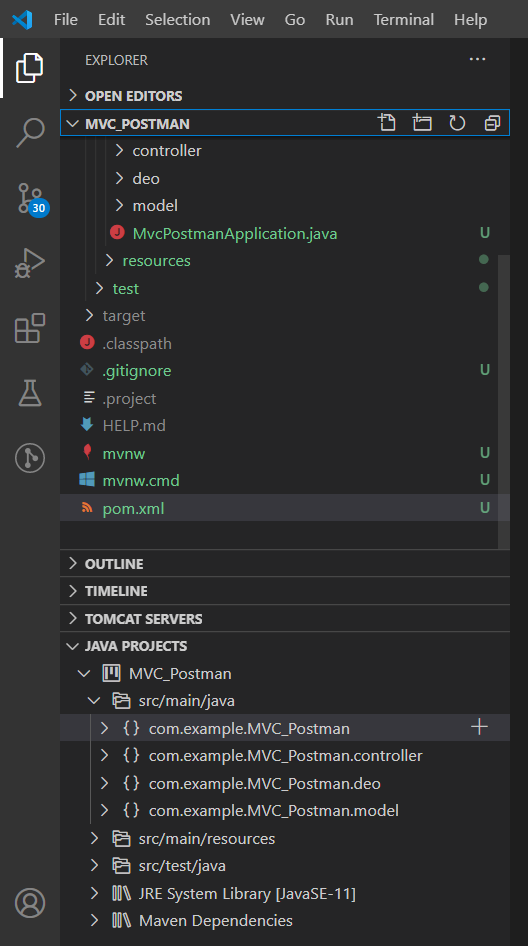 File Edit Selection View Go Run Terminal Help
EXPLORER
OPEN EDITORS
MVC_POSTMAN
controller
deo
model
MvcPostmanApplication.java U
resources
test
target
.classpath
.gitignore U
.project
HELP.md
mvnw U
mvnw.cmd U
pom.xml U
30
OUTLINE
TIMELINE
TOMCAT SERVERS
JAVA PROJECTS
MVC_Postman
src/main/java
{} com.example.MVC_Postman
{} com.example.MVC_Postman.controller
{} com.example.MVC_Postman.deo
{} com.example.MVC_Postman.model
src/main/resources
src/test/java
JRE System Library [JavaSE-11]
Maven Dependencies